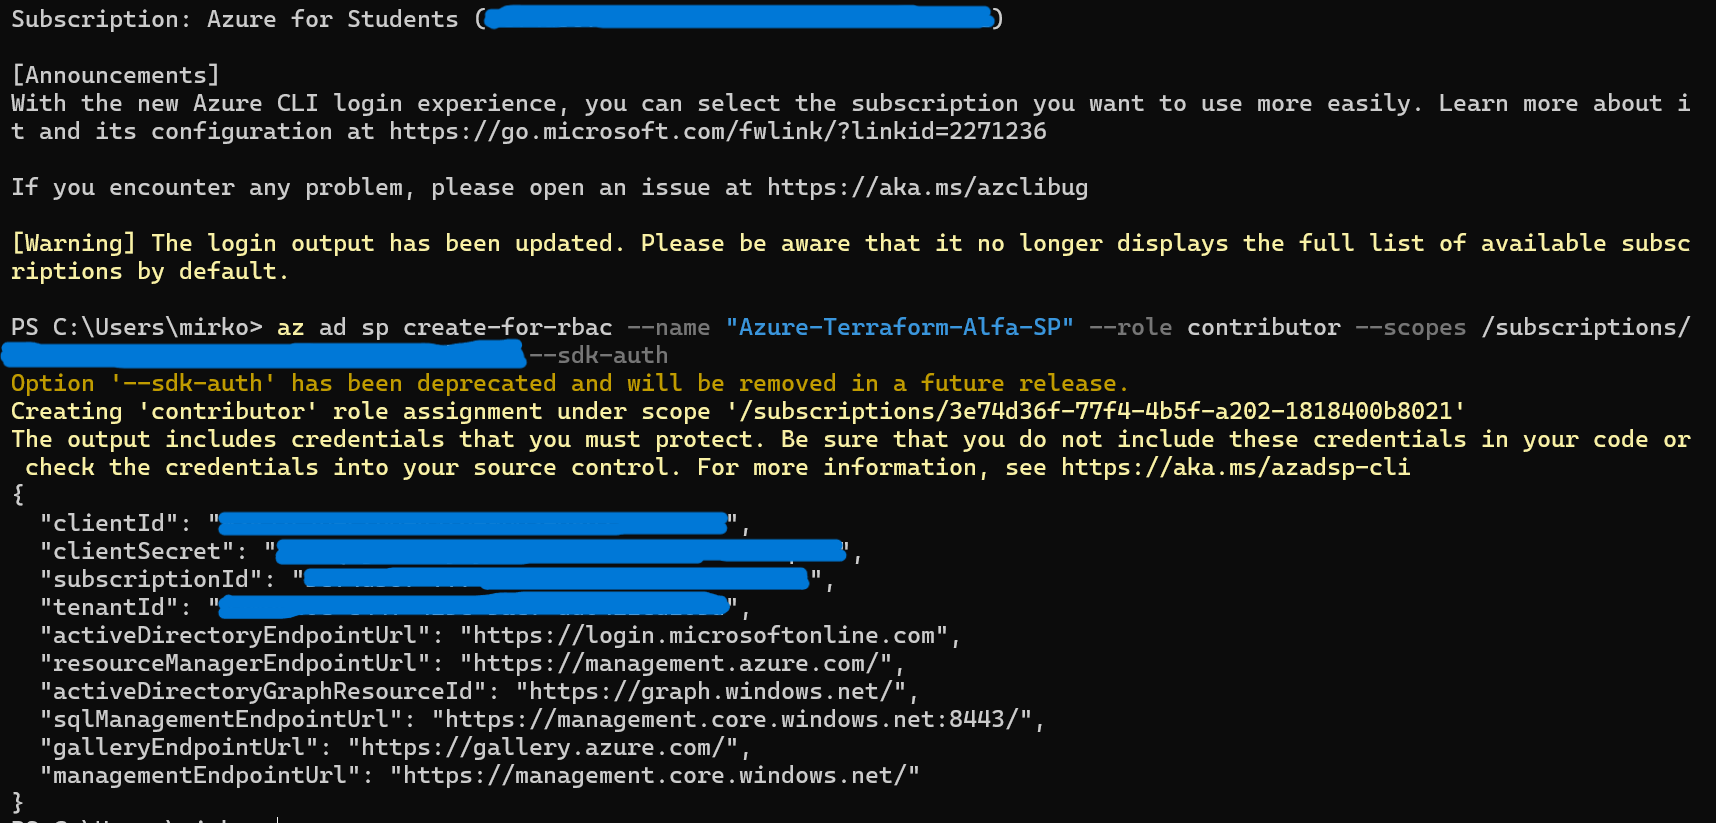 Subscription: Azure for Students (
)
[Announcements]
With the new Azure CLI login experience, you can select the subscription you want to use more easily. Learn more about i
t and its configuration at https://go.microsoft.com/fwlink/?linkid=2271236
If you encounter any problem, please open an issue at https://aka.ms/azclibug
[Warning] The login output has been updated. Please be aware that it no longer displays the full list of available subsc
riptions by default.
PS C:\Users\mirko> az ad sp create-for-rbac --name "Azure-Terraform-Alfa-SP" --role contributor --scopes /subscriptions/
--sdk-auth
Option '--sdk-auth' has been deprecated and will be removed in a future release.
Creating 'contributor' role assignment under scope '/subscriptions/3e74d36f-77f4-4b5f-a202-1818400b8021'
The output includes credentials that you must protect. Be sure that you do not include these credentials in your code or
check the credentials into your source control. For more information, see https://aka.ms/azadsp-cli
{
"clientId": "",
"clientSecret": "",
"subscriptionId": "",
"tenantId": "",
"activeDirectoryEndpointUrl": "https://login.microsoftonline.com",
"resourceManagerEndpointUrl": "https://management.azure.com/",
"activeDirectoryGraphResourceId": "https://graph.windows.net/",
"sqlManagementEndpointUrl": "https://management.core.windows.net:8443/",
"galleryEndpointUrl": "https://gallery.azure.com/",
"managementEndpointUrl": "https://management.core.windows.net/"
}